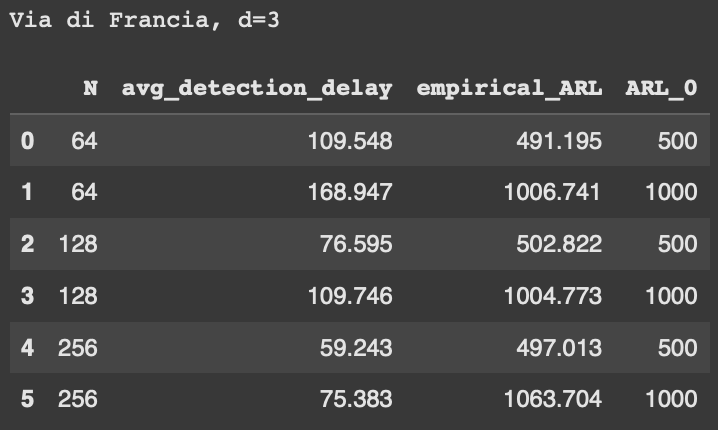 Via di Francia, d=3
N avg_detection_delay empirical_ARL ARL_0
0 64 109.548 491.195 500
1 64 168.947 1006.741 1000
2 128 76.595 502.822 500
3 128 109.746 1004.773 1000
4 256 59.243 497.013 500
5 256 75.383 1063.704 1000